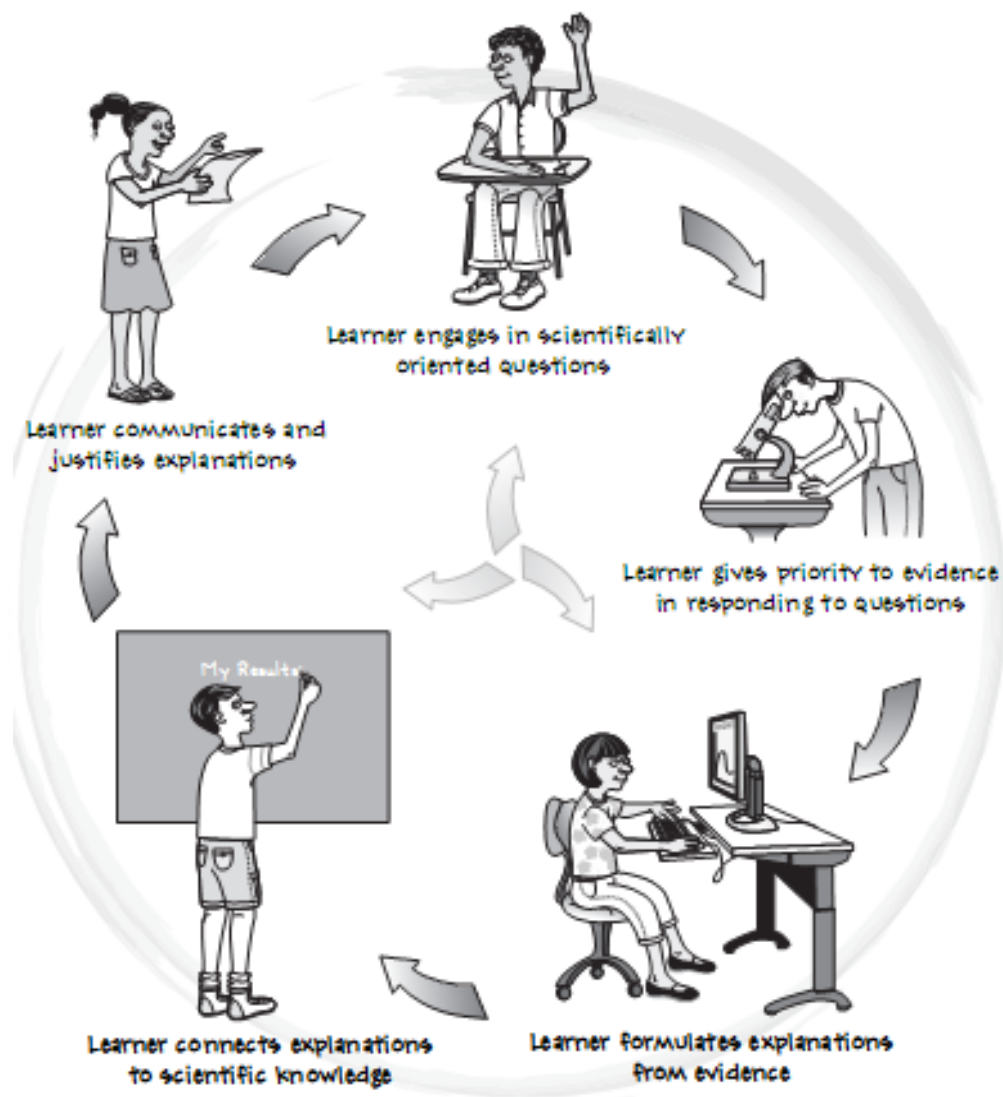 Learner engages in scientifically
oriented questions
Learner communicates and
justifies explanations
Learner gives priority to evidence
in responding to questions
My Results
Learner formulates explanations
from evidence
Learner connects explanations
to scientific knowledge